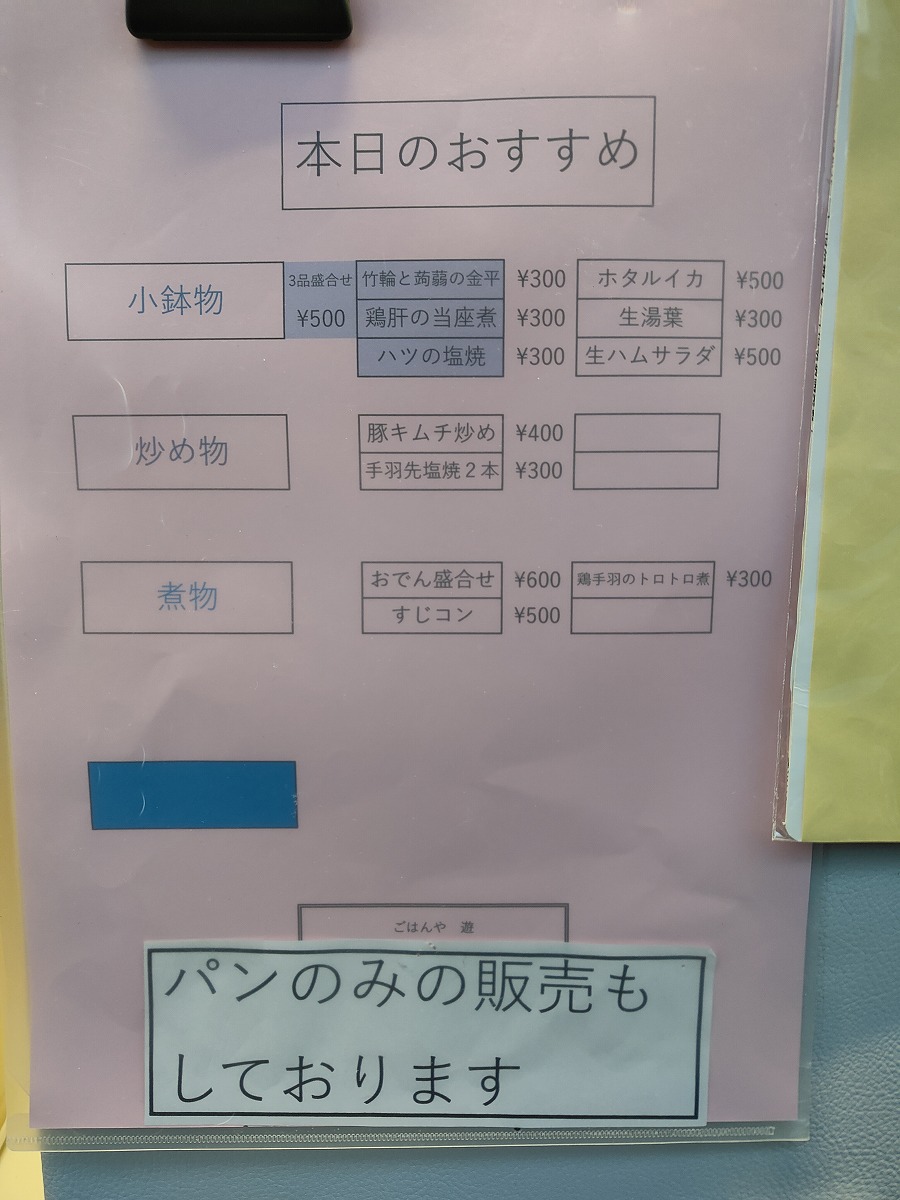 本日のおすすめ
小鉢物
3品盛合せ 竹輪と蒟蒻の金平 ¥300 ホタルイカ ¥500
¥500 鶏肝の当座煮 ¥300 生湯葉 ¥300
ハツの塩焼 ¥300 生ハムサラダ ¥500
炒め物
豚キムチ炒め ¥400
手羽先塩焼2本 ¥300
煮物
おでん盛合せ ¥600 鶏手羽のトロトロ煮 ¥300
すじコン ¥500
ごはんや 遊
パンのみの販売も
しております